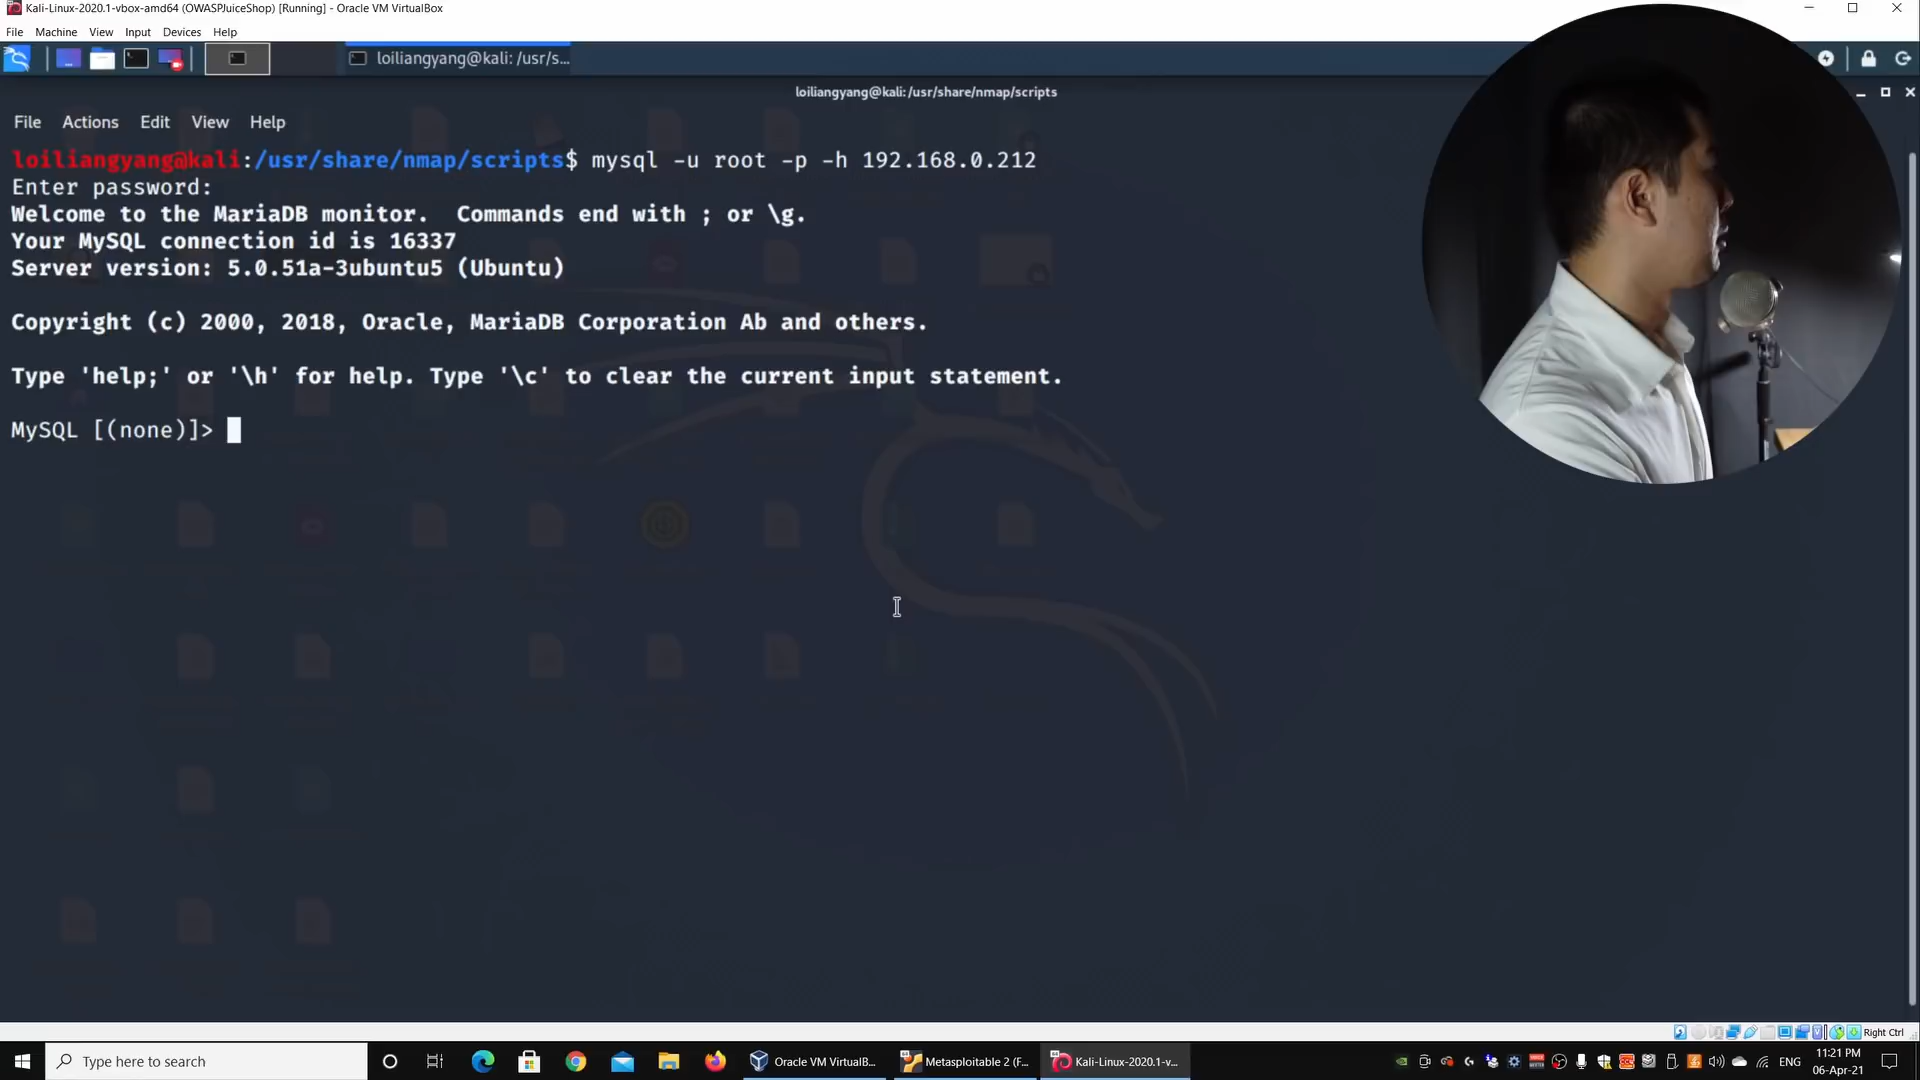 Kali-Linux-2020.1-vbox-amd64 (OWASPJuiceShop) [Running] - Oracle VM VirtualBox
File Machine View Input Devices Help
loiliangyang@kali: /usr/s...
loiliangyang@kali:/usr/share/nmap/scripts
File Actions Edit View Help
loiliangyang@kali:/usr/share/nmap/scripts$ mysql -u root -p -h 192.168.0.212
Enter password:
Welcome to the MariaDB monitor.  Commands end with ; or \g.
Your MySQL connection id is 16337
Server version: 5.0.51a-3ubuntu5 (Ubuntu)
Copyright (c) 2000, 2018, Oracle, MariaDB Corporation Ab and others.
Type 'help;' or '\h' for help. Type '\c' to clear the current input statement.
MySQL [(none)]>
Right Ctrl
Type here to search
Oracle VM VirtualB...
Metasploitable 2 (F...
Kali-Linux-2020.1-v...
ENG
11:21 PM
06-Apr-21